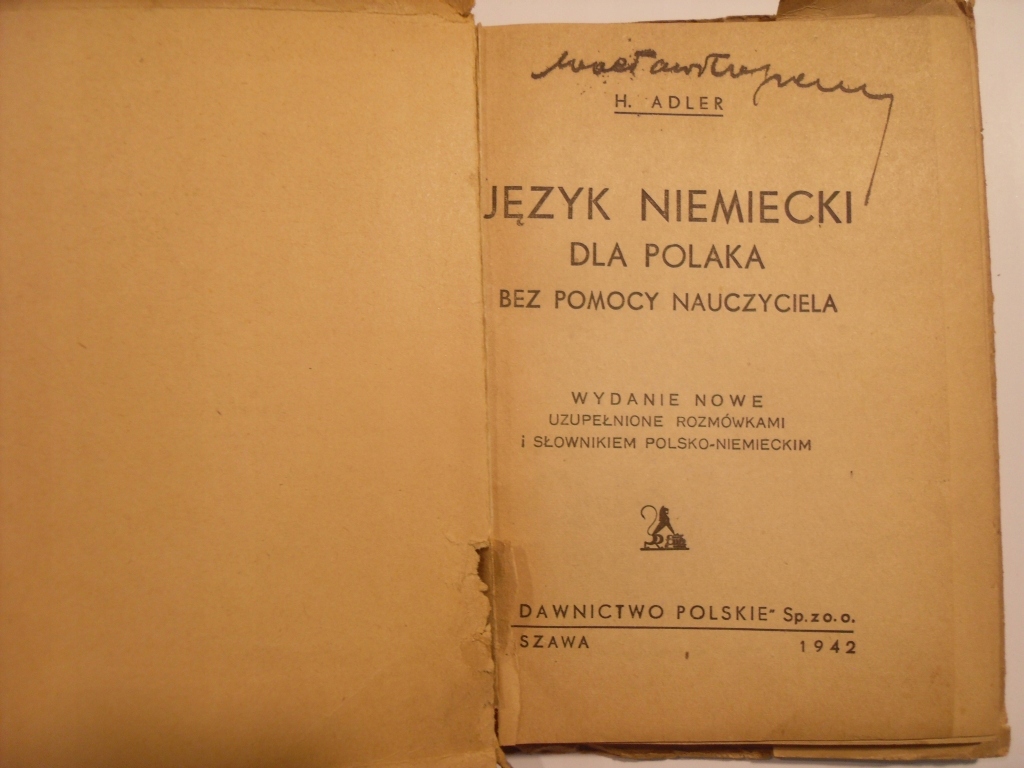 H. ADLER
JĘZYK NIEMIECKI
DLA POLAKA
BEZ POMOCY NAUCZYCIELA
WYDANIE NOWE
UZUPEŁNIONE ROZMÓWKAMI
i SŁOWNIKIEM POLSKO-NIEMIECKIM
DAWNICTWO POLSKIE" Sp. z o. o.
SZAWA 1942